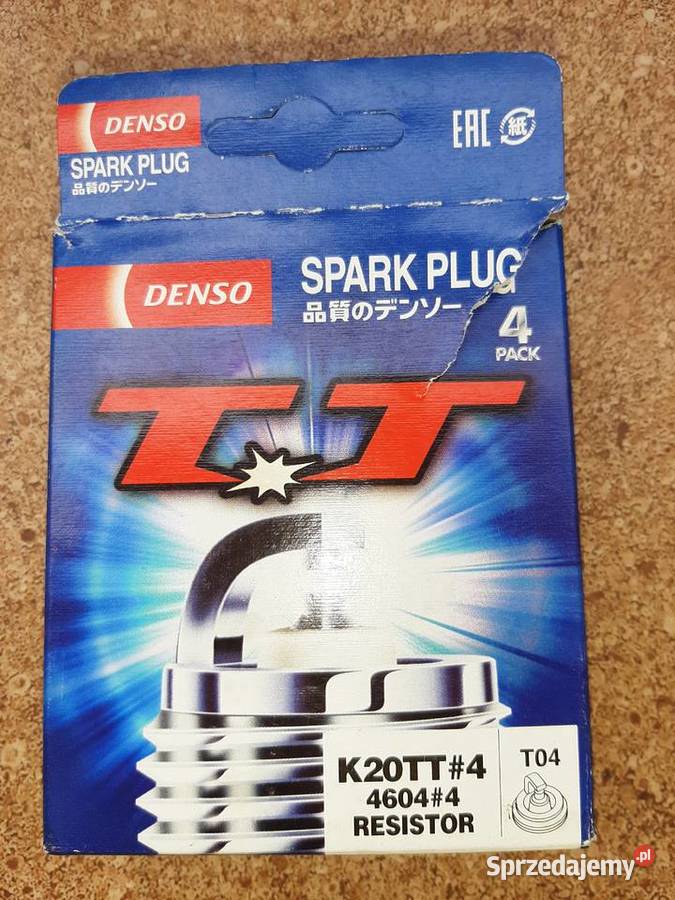 DENSO
SPARK PLUG
品質のデンソー
EAC
紙
DENSO
SPARK PLUG
品質のデンソー
4
PACK
TT
K20TT#4
4604#4
RESISTOR
T04
Sprzedajemy.pl